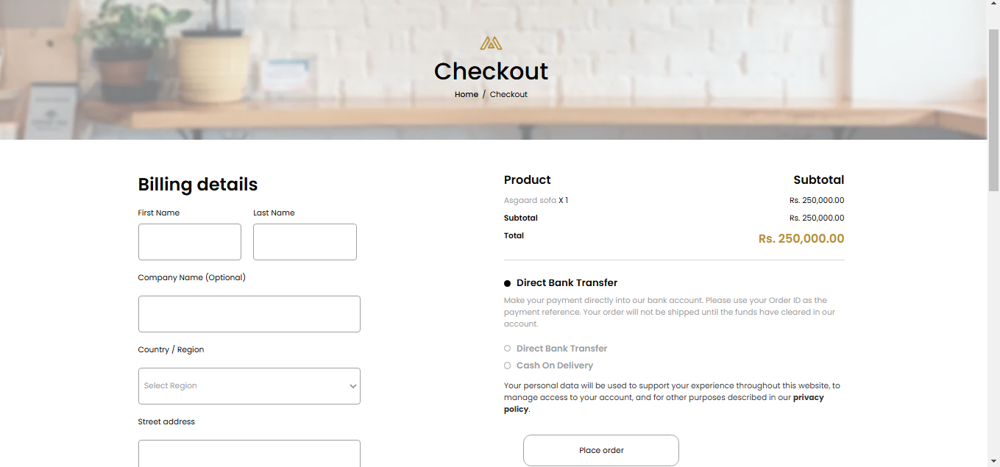 Checkout
Home / Checkout
Billing details
First Name Last Name
Company Name (Optional)
Country / Region
Select Region
Street address
Product Subtotal
Asgaard sofa X 1 Rs. 250,000.00
Subtotal Rs. 250,000.00
Total Rs. 250,000.00
Direct Bank Transfer
Make your payment directly into our bank account. Please use your Order ID as the
payment reference. Your order will not be shipped until the funds have cleared in our
account.
Direct Bank Transfer
Cash On Delivery
Your personal data will be used to support your experience throughout this website, to
manage access to your account, and for other purposes described in our privacy
policy.
Place order